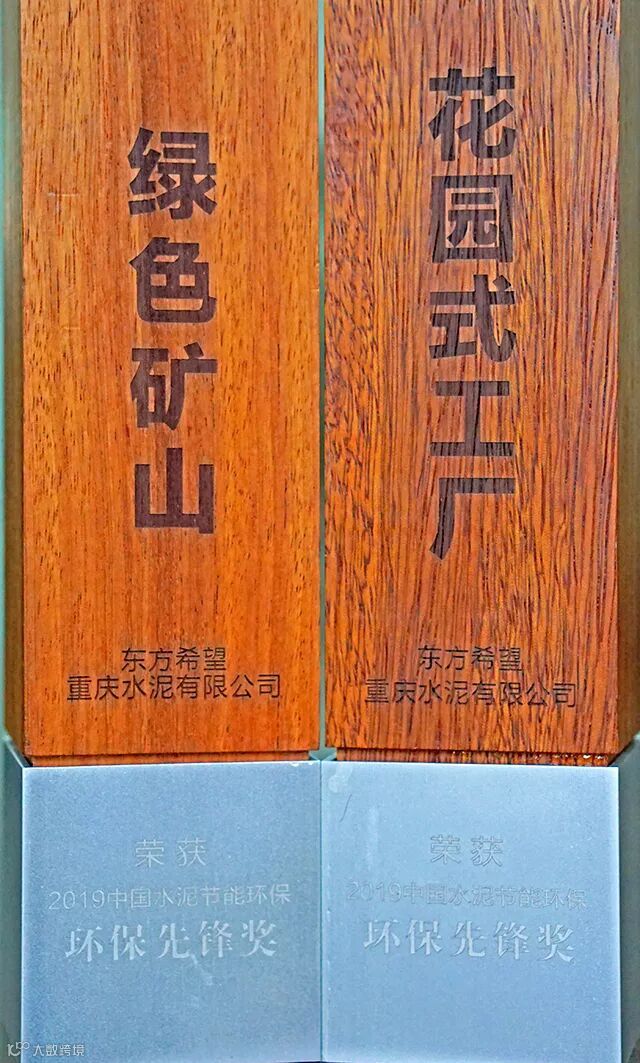 绿色矿山
东方希望
重庆水泥有限公司
荣获
2019中国水泥节能环保
环保先锋奖
花园式工厂
东方希望
重庆水泥有限公司
荣获
2019中国水泥节能环保
环保先锋奖
大数跨境